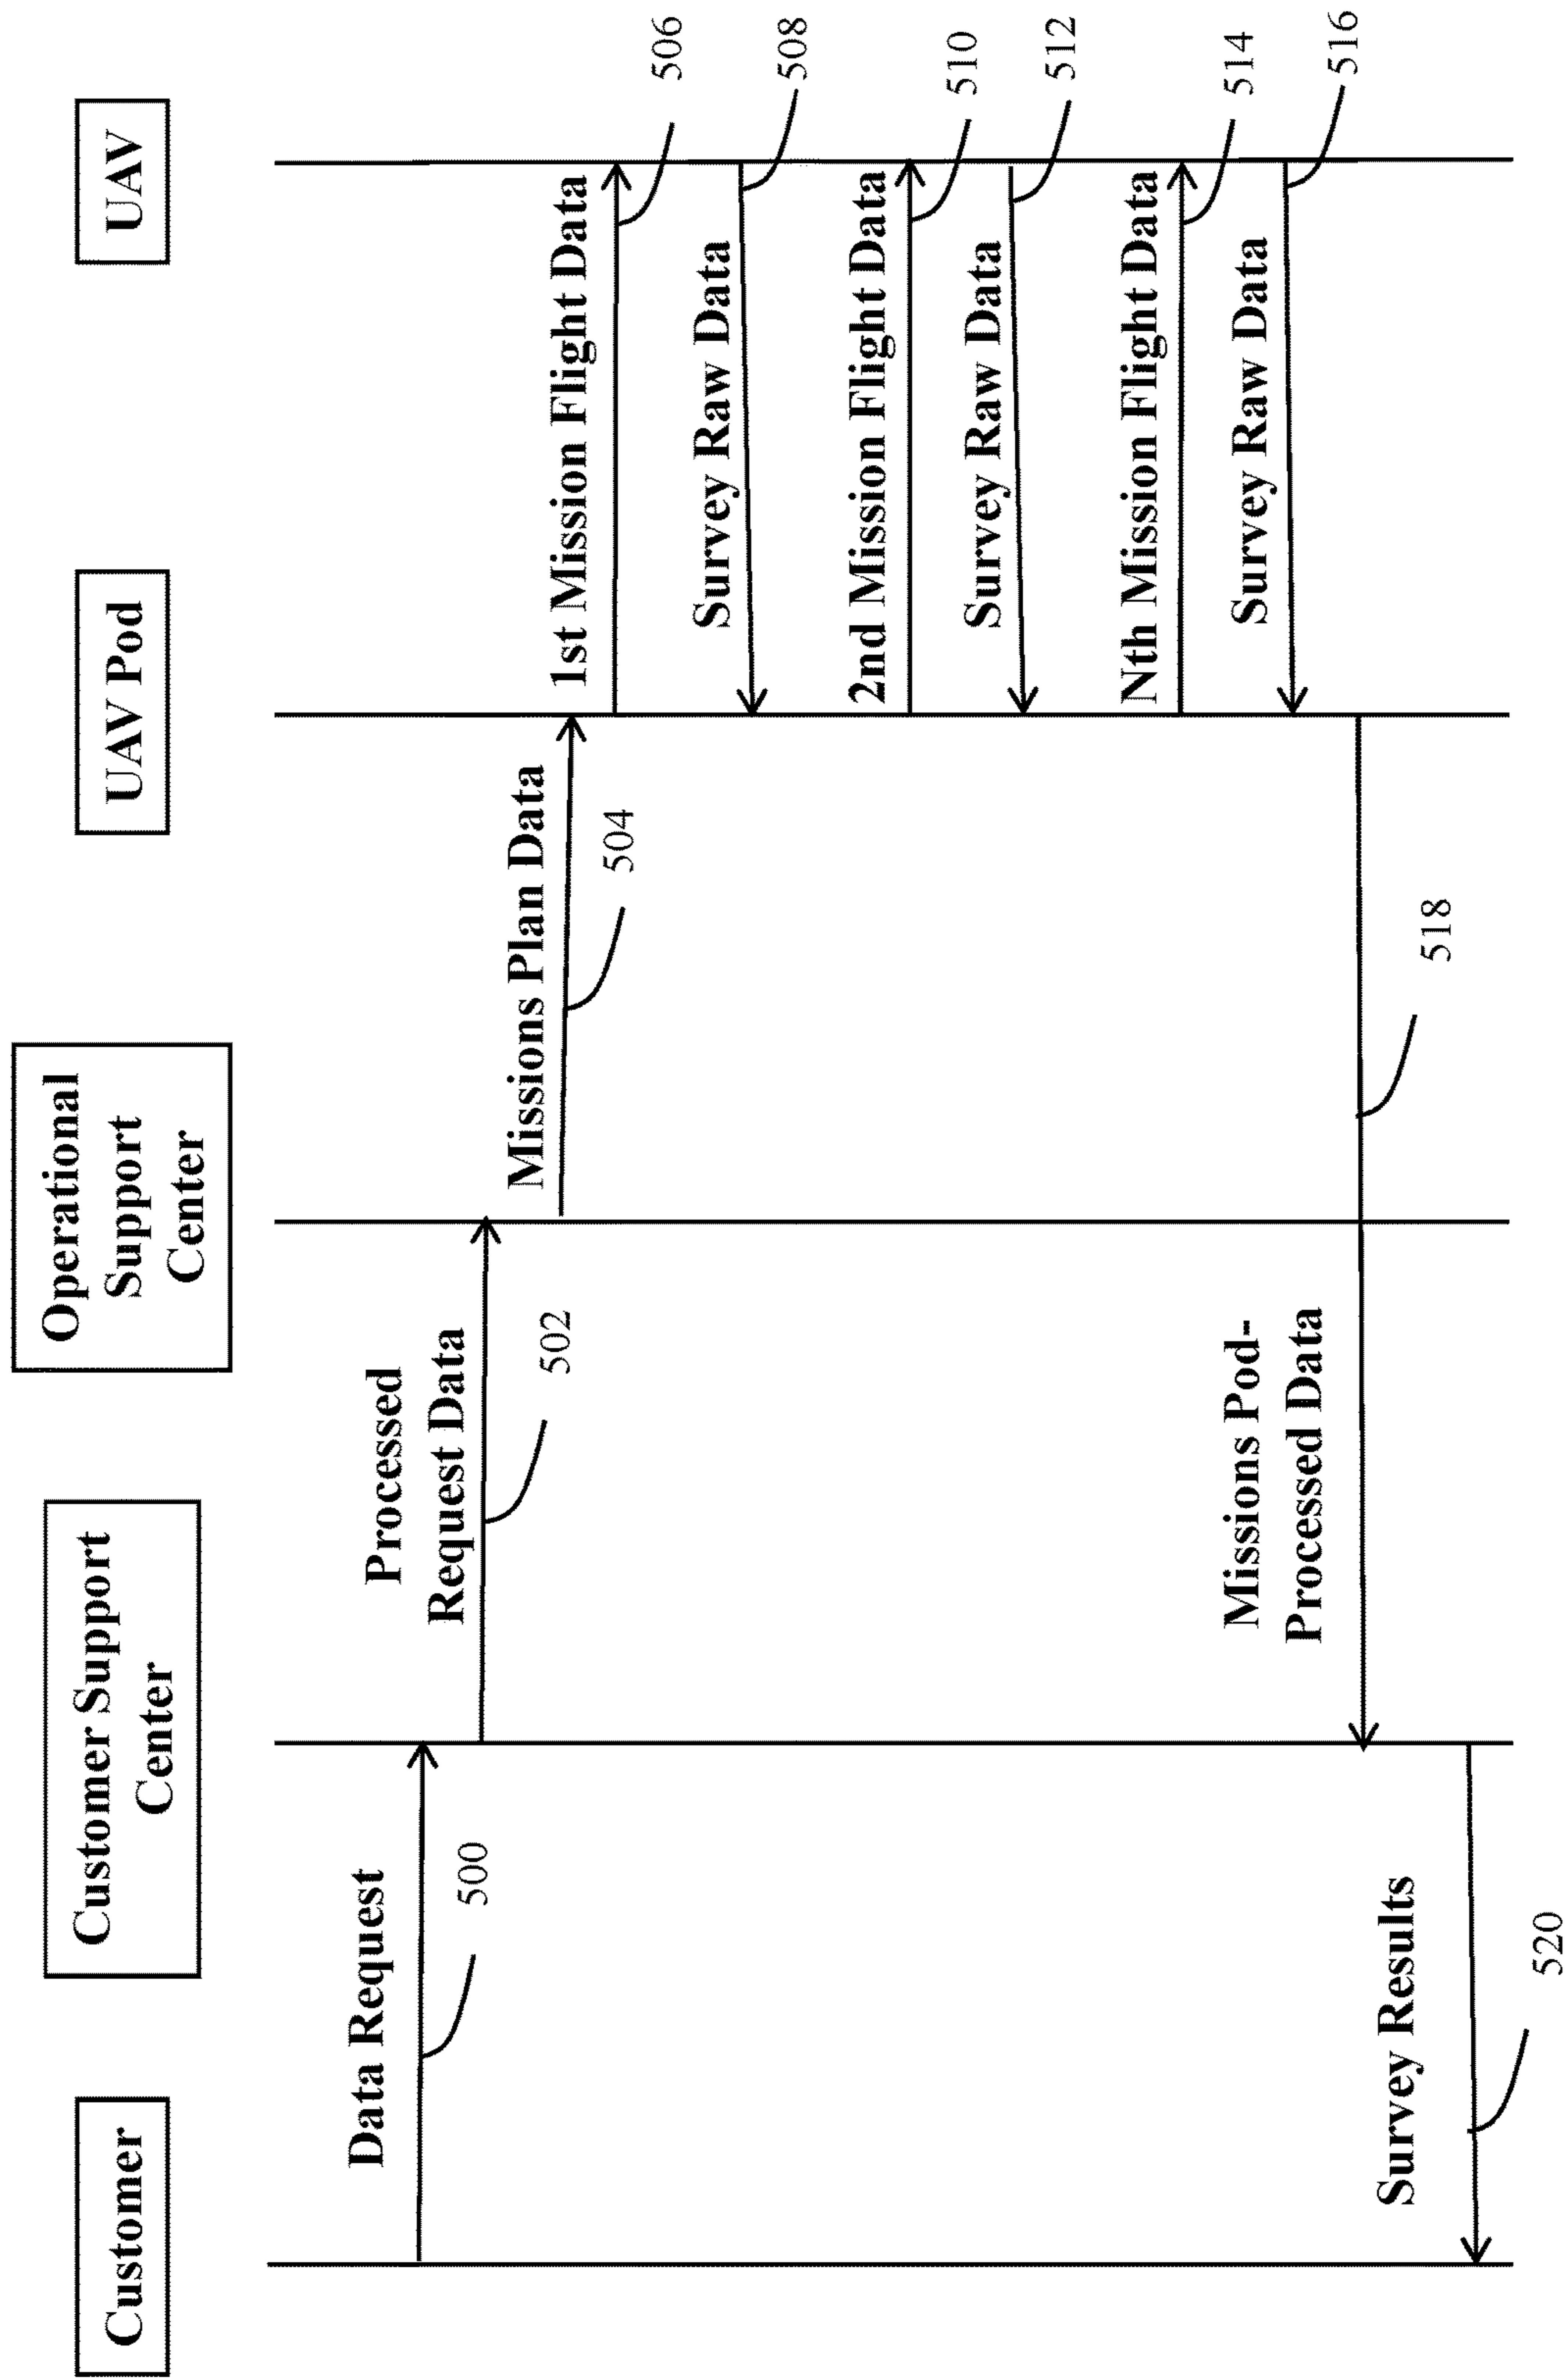 Customer
Customer Support
Center
Operational
Support
Center
UAV Pod
UAV
Data Request
500
Processed
Request Data
502
Missions Plan Data
504
1st Mission Flight Data
506
Survey Raw Data
508
2nd Mission Flight Data
510
Survey Raw Data
512
Nth Mission Flight Data
514
Survey Raw Data
516
Missions Pod-
Processed Data
518
Survey Results
520